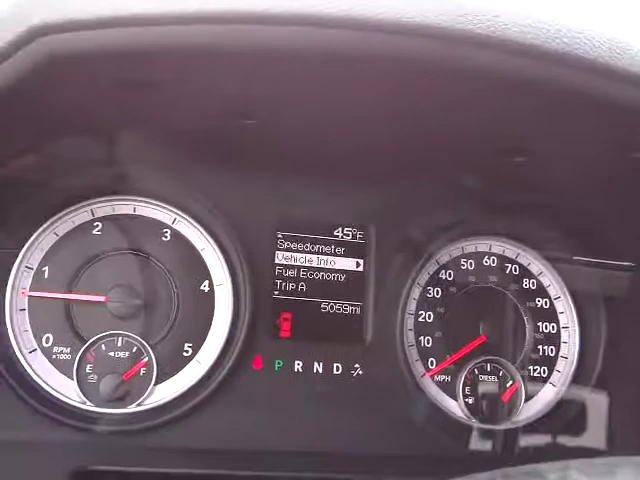 45°F
Speedometer
Vehicle Info
Fuel Economy
Trip A
5059mi
P R N D
0 1 2 3 4 5
RPM
x1000
DEF
E F
0 10 20 30 40 50 60 70 80 90 100 110 120
MPH
DIESEL
E